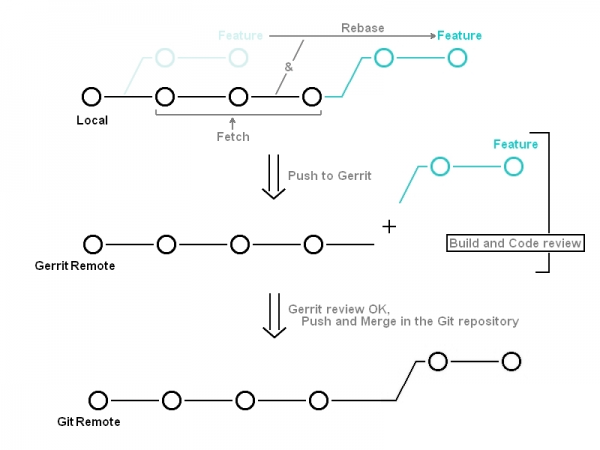 Feature
Rebase
Feature
&
Local
Fetch
Push to Gerrit
Feature
+
Build and Code review
Gerrit Remote
Gerrit review OK,
Push and Merge in the Git repository
Git Remote